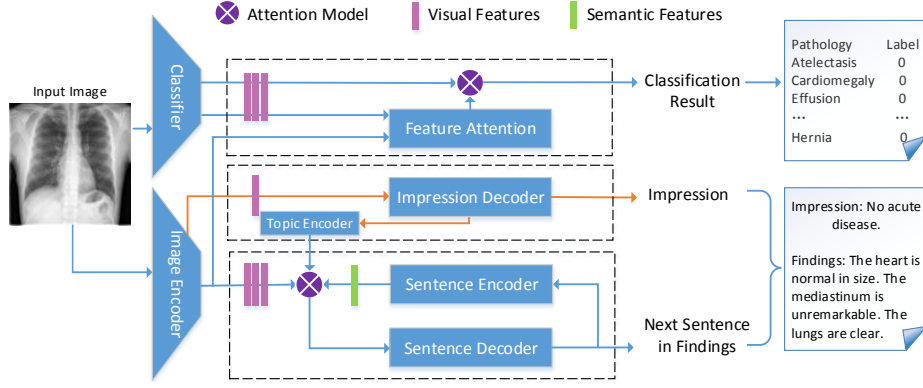 Attention Model
Visual Features
Semantic Features
Input Image
Classifier
Feature Attention
Classification
Result
Pathology Label
Atelectasis 0
Cardiomegaly 0
Effusion 0
... ...
Hernia 0
Image Encoder
Impression Decoder
Topic Encoder
Impression
Sentence Encoder
Sentence Decoder
Next Sentence
in Findings
Impression: No acute
disease.
Findings: The heart is
normal in size. The
mediastinum is
unremarkable. The
lungs are clear.